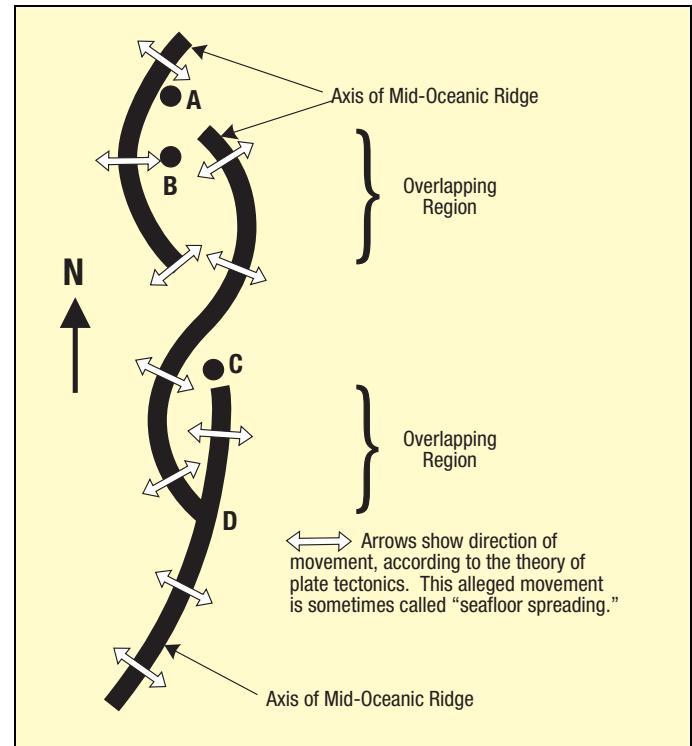 Axis of Mid-Oceanic Ridge
A
B
Overlapping
Region
N
C
Overlapping
Region
D
Arrows show direction of
movement, according to the theory of
plate tectonics. This alleged movement
is sometimes called “seafloor spreading.”
Axis of Mid-Oceanic Ridge